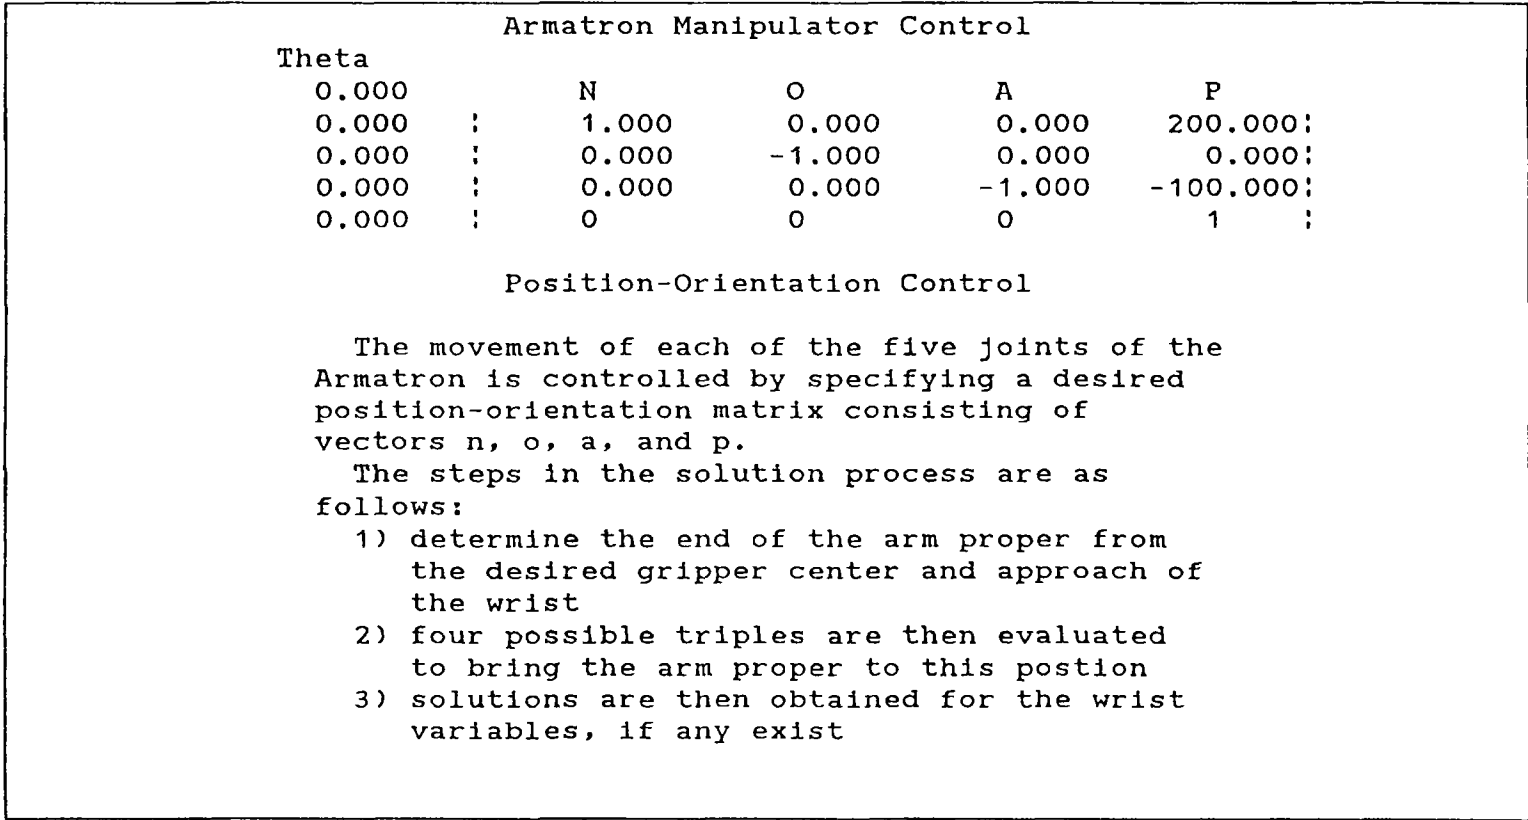 Armatron Manipulator Control
Theta
0.000 N O A P
0.000 ¦ 1.000 0.000 0.000 200.000¦
0.000 ¦ 0.000 -1.000 0.000 0.000¦
0.000 ¦ 0.000 0.000 -1.000 -100.000¦
0.000 ¦ 0 0 0 1 ¦
Position-Orientation Control
The movement of each of the five joints of the
Armatron is controlled by specifying a desired
position-orientation matrix consisting of
vectors n, o, a, and p.
The steps in the solution process are as
follows:
1) determine the end of the arm proper from
the desired gripper center and approach of
the wrist
2) four possible triples are then evaluated
to bring the arm proper to this postion
3) solutions are then obtained for the wrist
variables, if any exist